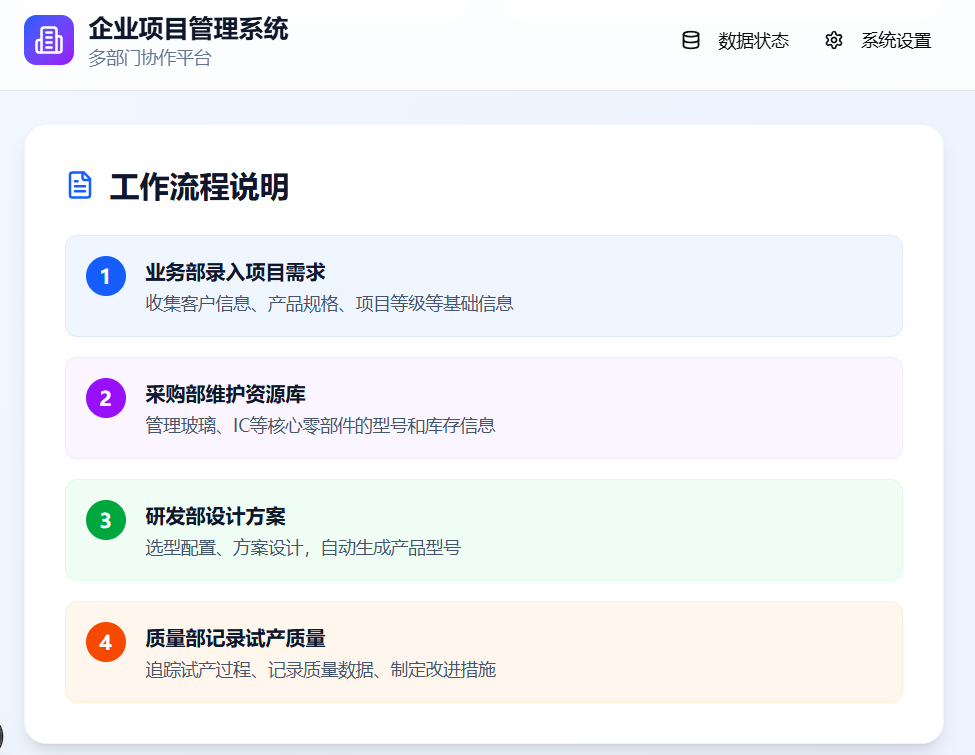 企业项目管理系统
多部门协作平台
数据状态
系统设置
工作流程说明
1
业务部录入项目需求
收集客户信息、产品规格、项目等级等基础信息
2
采购部维护资源库
管理玻璃、IC等核心零部件的型号和库存信息
3
研发部设计方案
选型配置、方案设计，自动生成产品型号
4
质量部记录试产质量
追踪试产过程、记录质量数据、制定改进措施